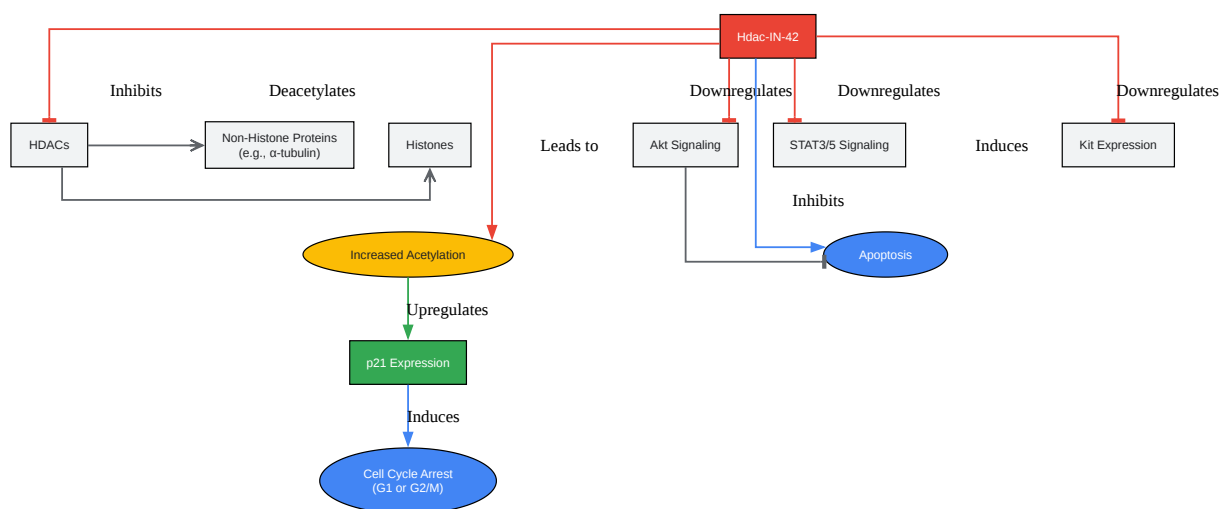 Hdac-IN-42
Inhibits
Deacetylates
Downregulates
Downregulates
Downregulates
HDACs
Non-Histone Proteins
(e.g., α-tubulin)
Histones
Leads to
Akt Signaling
STAT3/5 Signaling
Induces
Kit Expression
Inhibits
Increased Acetylation
Apoptosis
Upregulates
p21 Expression
Induces
Cell Cycle Arrest
(G1 or G2/M)